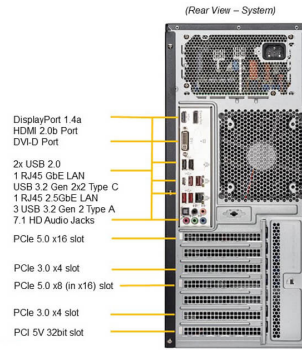 (Rear View – System)
DisplayPort 1.4a
HDMI 2.0b Port
DVI-D Port
2x USB 2.0
1 RJ45 GbE LAN
USB 3.2 Gen 2x2 Type C
1 RJ45 2.5GbE LAN
3 USB 3.2 Gen 2 Type A
7.1 HD Audio Jacks
PCIe 5.0 x16 slot
PCIe 3.0 x4 slot
PCIe 5.0 x8 (in x16) slot
PCIe 3.0 x4 slot
PCI 5V 32bit slot